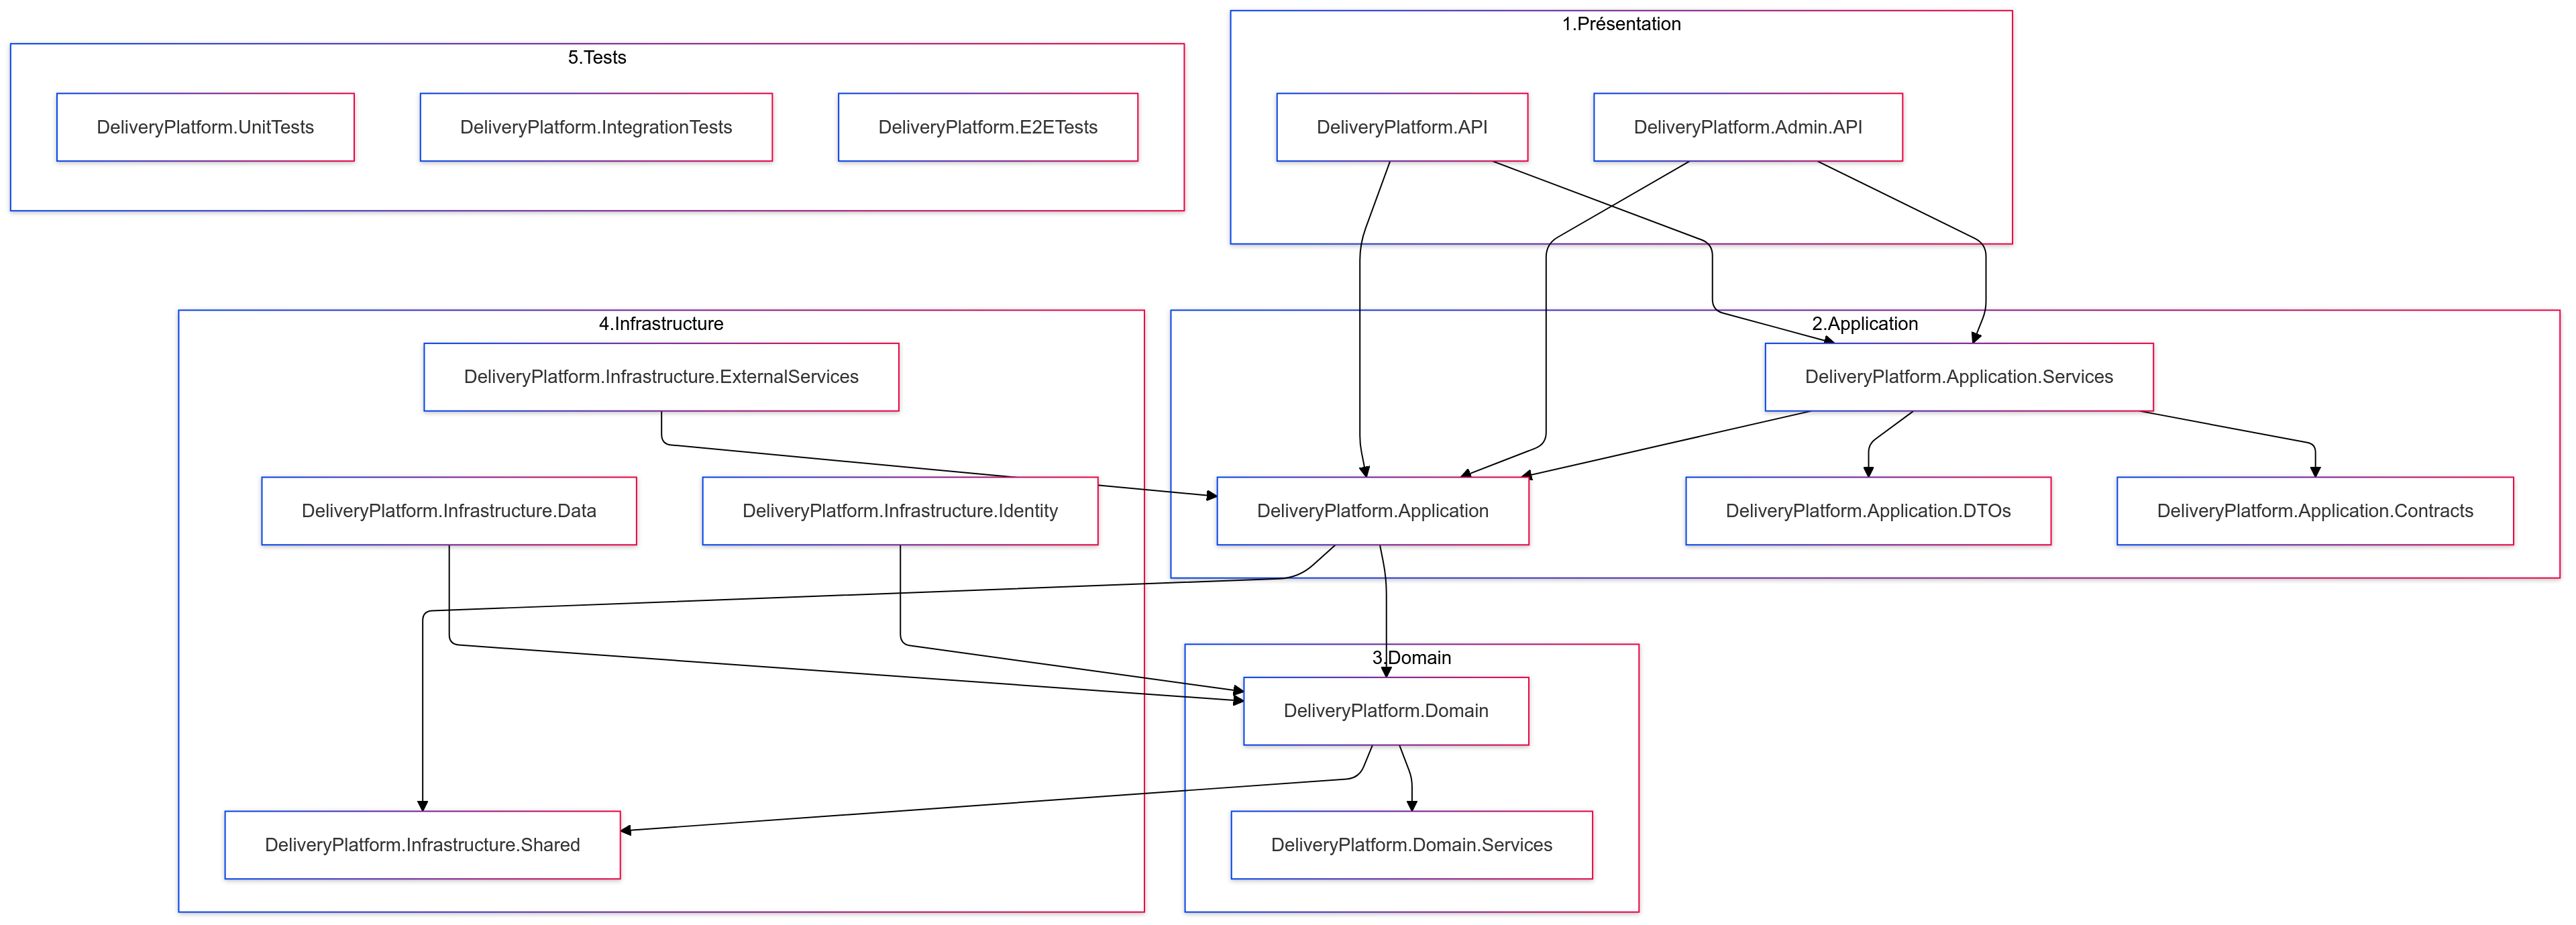 1.Présentation
DeliveryPlatform.API
DeliveryPlatform.Admin.API
5.Tests
DeliveryPlatform.UnitTests
DeliveryPlatform.IntegrationTests
DeliveryPlatform.E2ETests
4.Infrastructure
DeliveryPlatform.Infrastructure.ExternalServices
DeliveryPlatform.Infrastructure.Data
DeliveryPlatform.Infrastructure.Identity
DeliveryPlatform.Infrastructure.Shared
2.Application
DeliveryPlatform.Application.Services
DeliveryPlatform.Application
DeliveryPlatform.Application.DTOs
DeliveryPlatform.Application.Contracts
3.Domain
DeliveryPlatform.Domain
DeliveryPlatform.Domain.Services